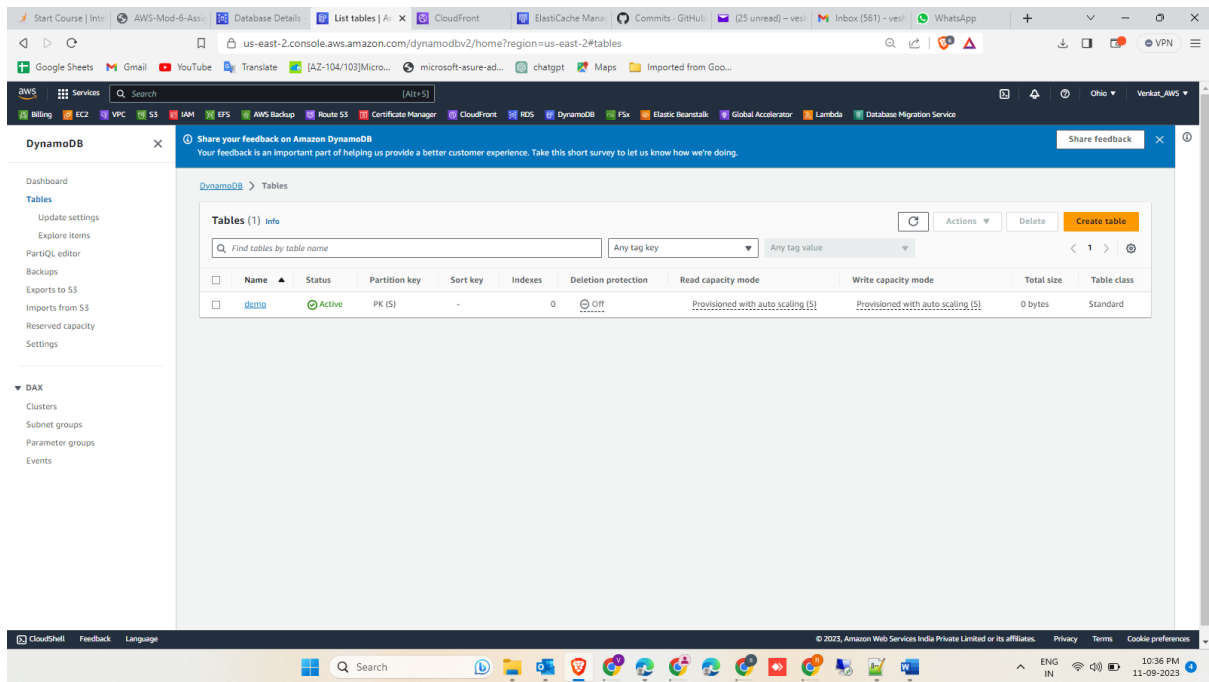 Start Course | Inte
AWS-Mod-6-Assig
Database Details
List tables | Am
CloudFront
ElastiCache Mana
Commits · GitHub
(25 unread) – vesh
Inbox (561) - vesh
WhatsApp
us-east-2.console.aws.amazon.com/dynamodbv2/home?region=us-east-2#tables
VPN
Google Sheets Gmail YouTube Translate [AZ-104/103]Micro... microsoft-asure-ad... chatgpt Maps Imported from Goo...
aws Services Search [Alt+S] Ohio Venkat_AWS
Billing EC2 VPC S3 IAM EFS AWS Backup Route 53 Certificate Manager CloudFront RDS DynamoDB FSx Elastic Beanstalk Global Accelerator Lambda Database Migration Service
DynamoDB
Dashboard
Tables
Update settings
Explore items
PartiQL editor
Backups
Exports to S3
Imports from S3
Reserved capacity
Settings
DAX
Clusters
Subnet groups
Parameter groups
Events
Share your feedback on Amazon DynamoDB
Your feedback is an important part of helping us provide a better customer experience. Take this short survey to let us know how we're doing.
Share feedback
DynamoDB > Tables
Tables (1) Info
Actions Delete Create table
Find tables by table name Any tag key Any tag value < 1 >
Name Status Partition key Sort key Indexes Deletion protection Read capacity mode Write capacity mode Total size Table class
demo Active PK (S) - 0 Off Provisioned with auto scaling (5) Provisioned with auto scaling (5) 0 bytes Standard
CloudShell Feedback Language © 2023, Amazon Web Services India Private Limited or its affiliates. Privacy Terms Cookie preferences
Search
ENG
IN
10:36 PM
11-09-2023
4